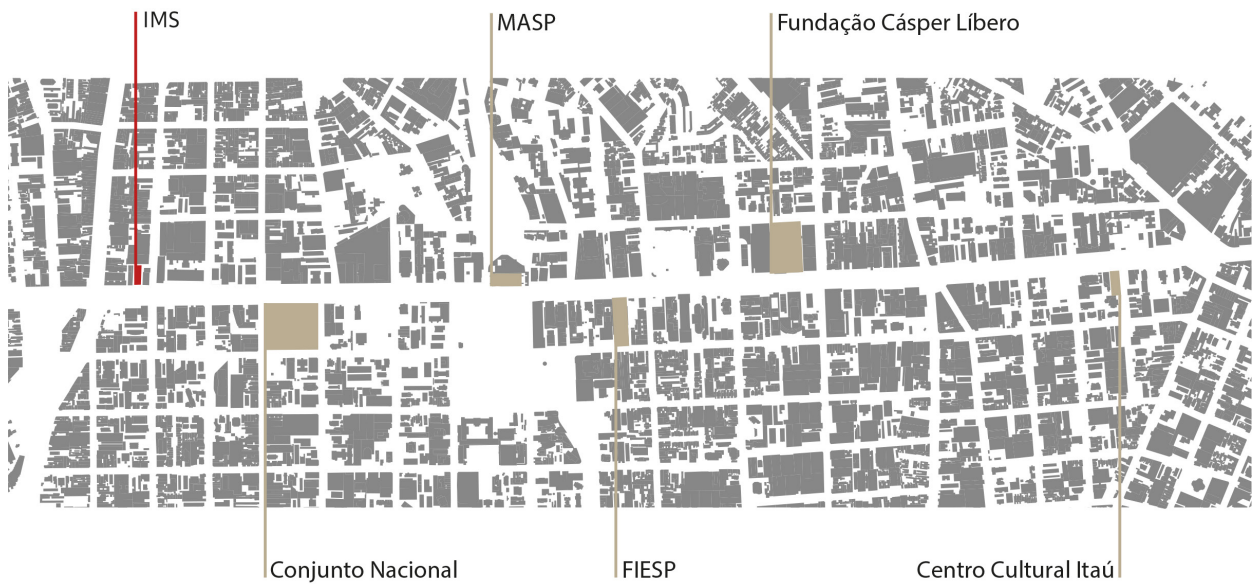 IMS
MASP
Fundação Cásper Líbero
Conjunto Nacional
FIESP
Centro Cultural Itaú